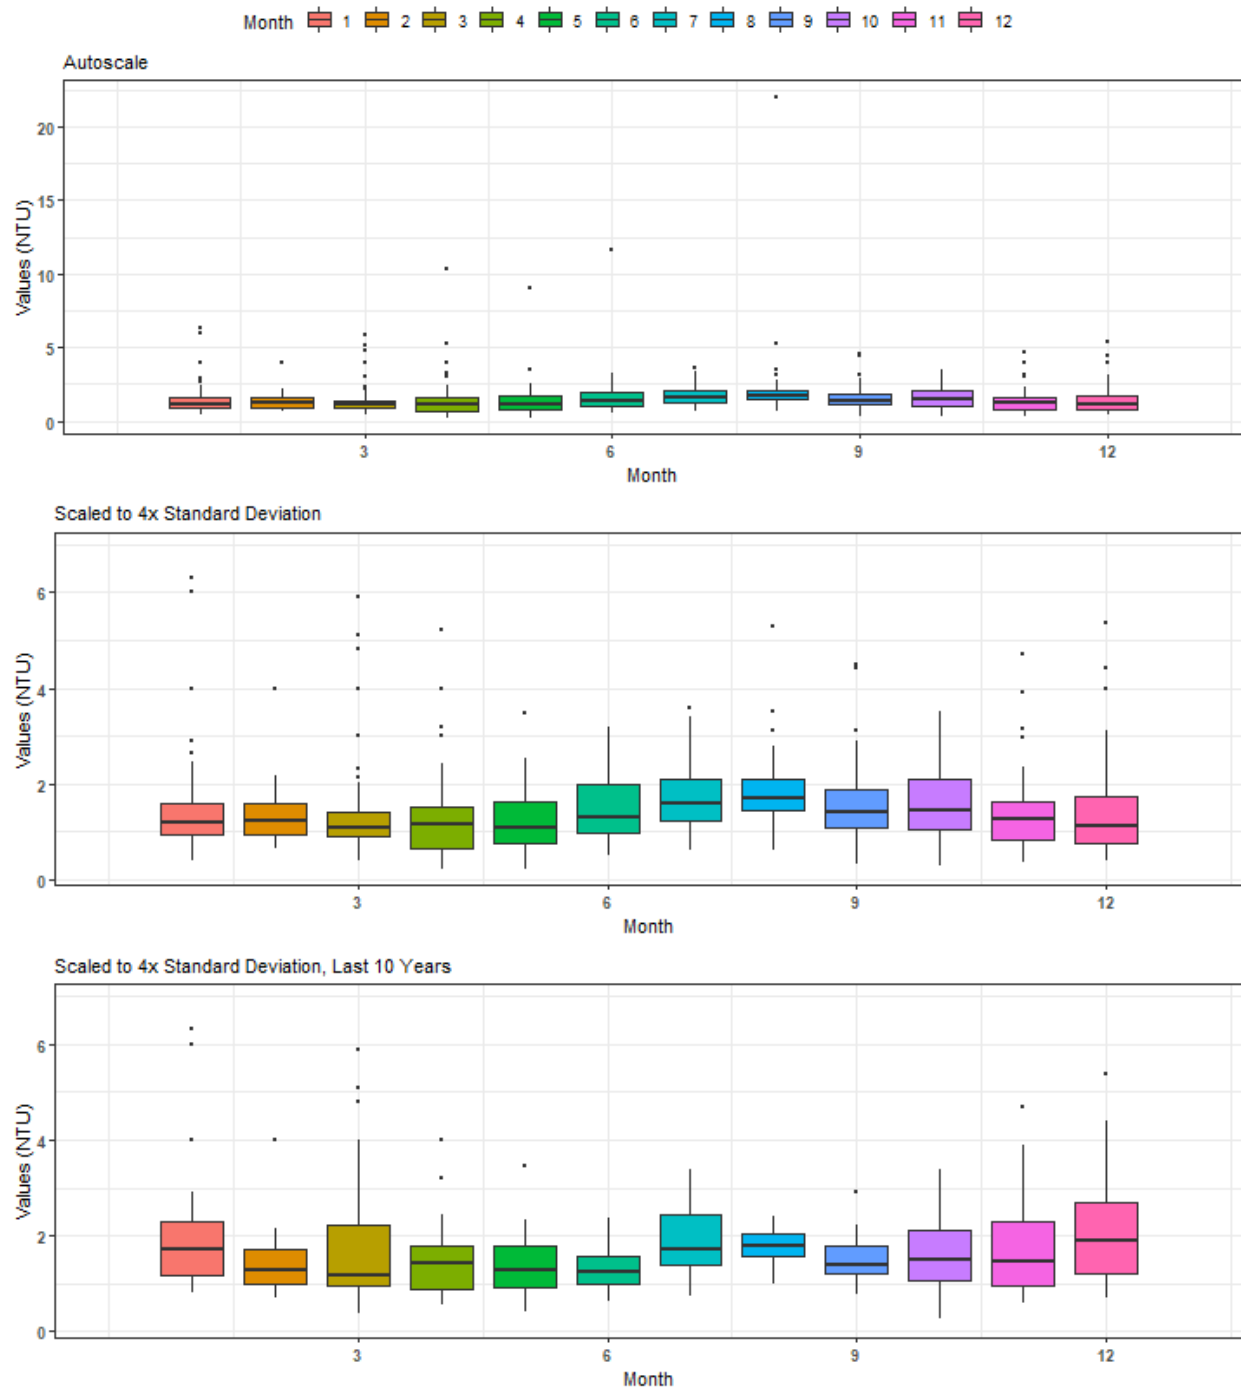 Month 1 2 3 4 5 6 7 8 9 10 11 12
Autoscale
Values (NTU)
20
15
10
5
0
3 6 9 12
Month
Scaled to 4x Standard Deviation
Values (NTU)
6
4
2
0
3 6 9 12
Month
Scaled to 4x Standard Deviation, Last 10 Years
Values (NTU)
6
4
2
0
3 6 9 12
Month